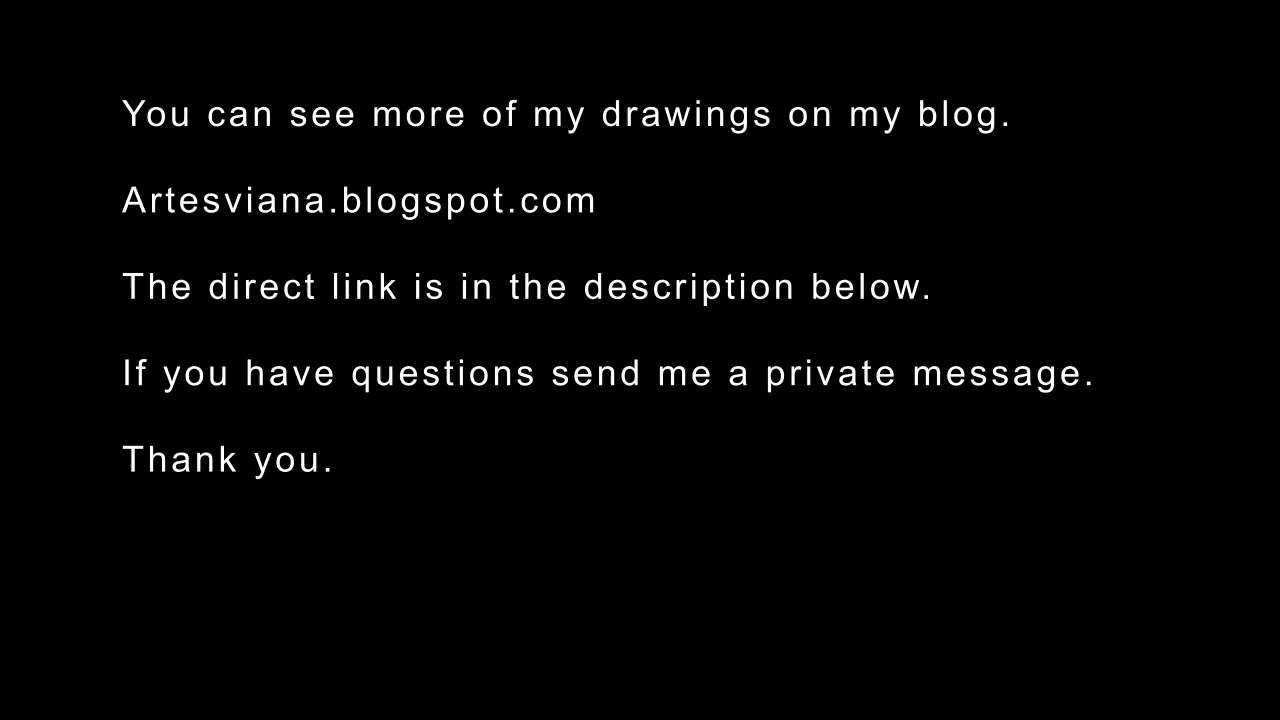 You can see more of my drawings on my blog.
Artesviana.blogspot.com
The direct link is in the description below.
If you have questions send me a private message.
Thank you.